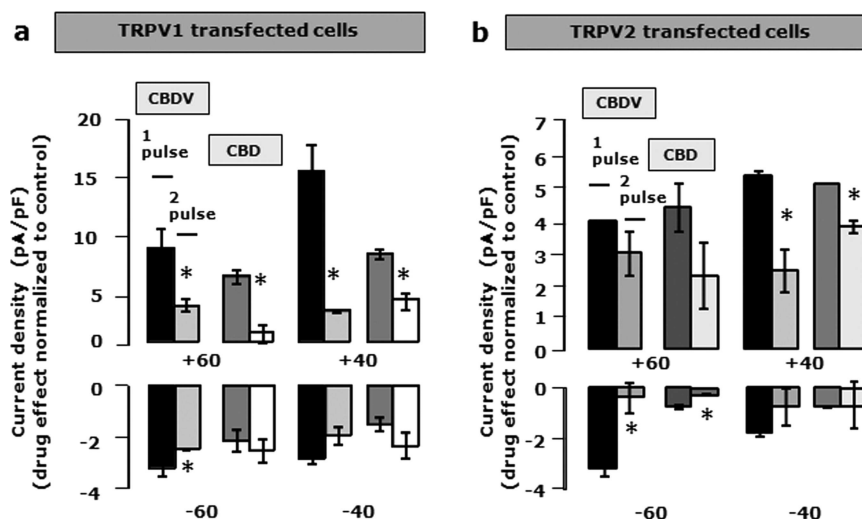 a
TRPV1 transfected cells
Current density (pA/pF)
(drug effect normalized to control)
20
15
10
5
0
CBDV
1
pulse
2
pulse
CBD
*
*
*
*
+60
+40
0
-2
-4
*
-60
-40
b
TRPV2 transfected cells
Current density (pA/pF)
(drug effect normalized to control)
7
6
5
4
3
2
1
0
CBDV
1
pulse
2
pulse
CBD
*
*
+60
+40
0
-2
-4
*
*
-60
-40